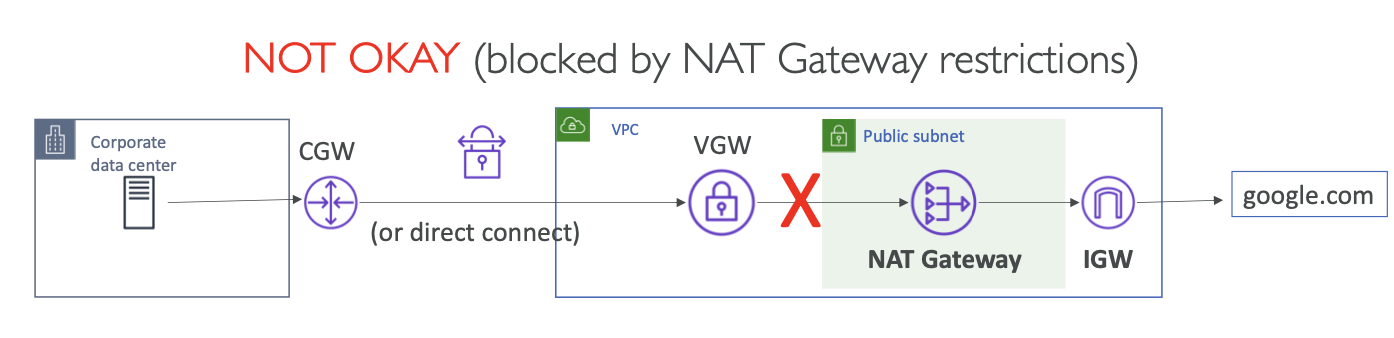 NOT OKAY (blocked by NAT Gateway restrictions)
Corporate
data center
CGW
(or direct connect)
VPC
VGW
X
Public subnet
NAT Gateway
IGW
google.com